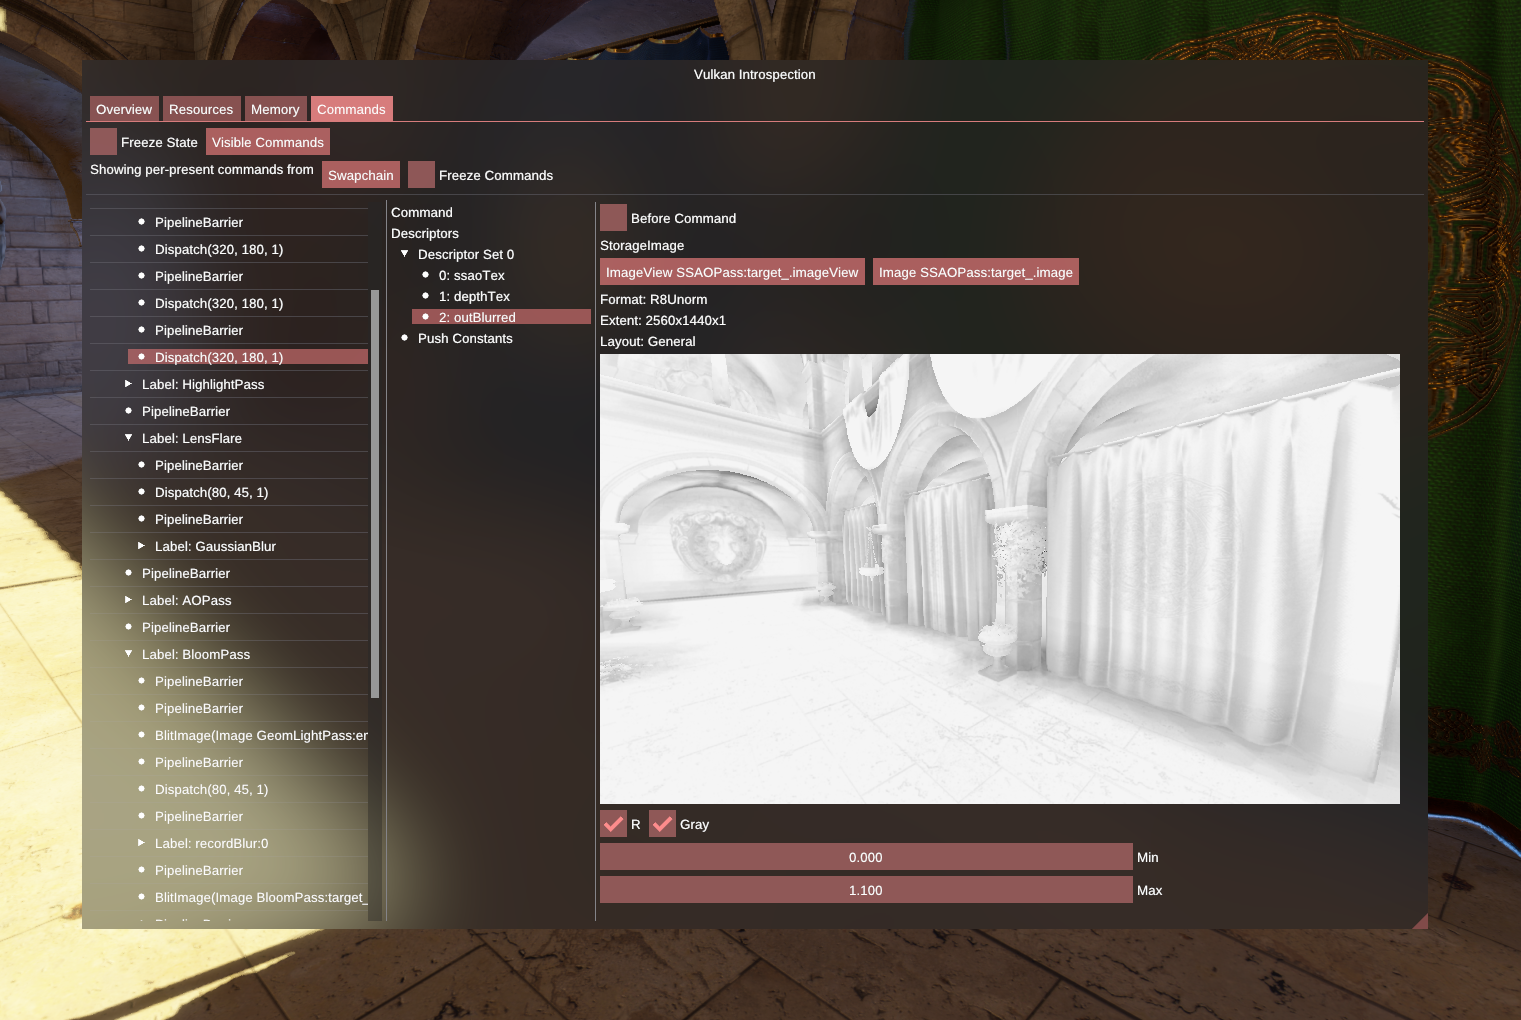 Vulkan Introspection
Overview Resources Memory Commands
Freeze State Visible Commands
Showing per-present commands from Swapchain Freeze Commands
PipelineBarrier
Dispatch(320, 180, 1)
PipelineBarrier
Dispatch(320, 180, 1)
PipelineBarrier
Dispatch(320, 180, 1)
Label: HighlightPass
PipelineBarrier
Label: LensFlare
PipelineBarrier
Dispatch(80, 45, 1)
PipelineBarrier
Label: GaussianBlur
PipelineBarrier
Label: AOPass
PipelineBarrier
Label: BloomPass
PipelineBarrier
PipelineBarrier
BlitImage(Image GeomLightPass:er
PipelineBarrier
Dispatch(80, 45, 1)
PipelineBarrier
Label: recordBlur:0
PipelineBarrier
BlitImage(Image BloomPass:target_
Command
Descriptors
Descriptor Set 0
0: ssaoTex
1: depthTex
2: outBlurred
Push Constants
Before Command
StorageImage
ImageView SSAOPass:target_.imageView Image SSAOPass:target_.image
Format: R8Unorm
Extent: 2560x1440x1
Layout: General
R Gray
0.000 Min
1.100 Max